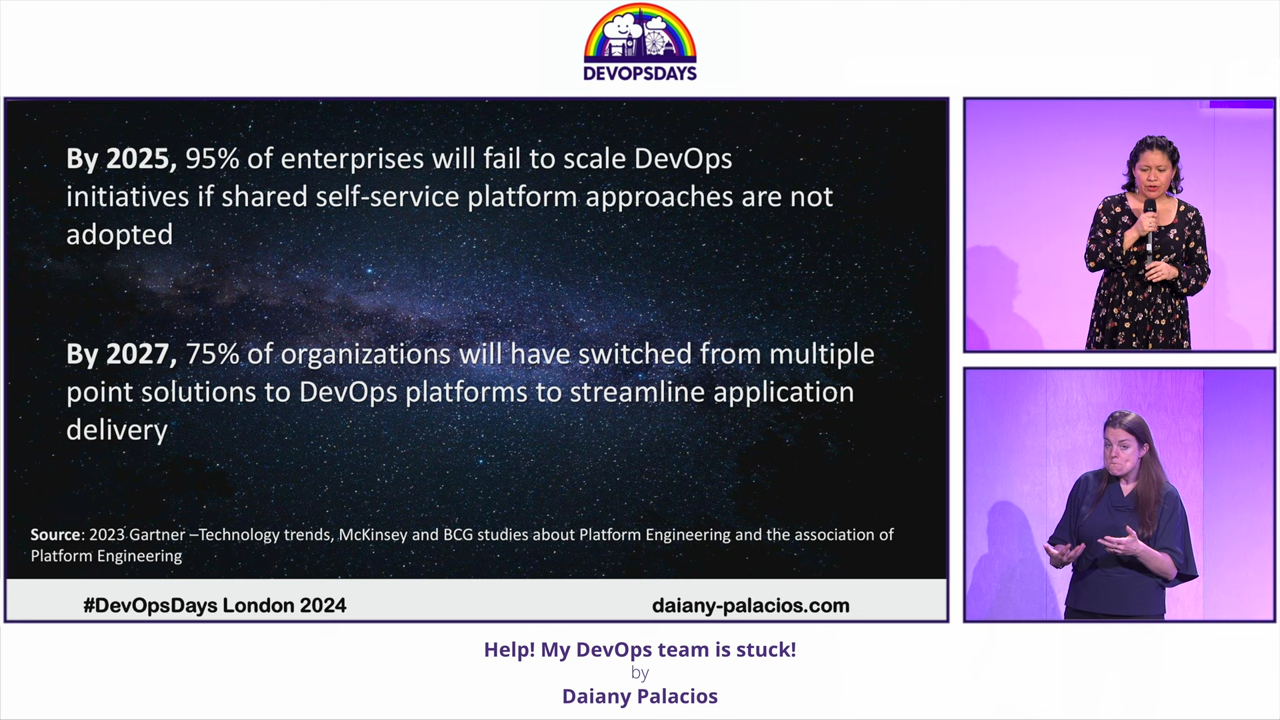 DEVOPSDAYS
By 2025, 95% of enterprises will fail to scale DevOps
initiatives if shared self-service platform approaches are not
adopted
By 2027, 75% of organizations will have switched from multiple
point solutions to DevOps platforms to streamline application
delivery
Source: 2023 Gartner –Technology trends, McKinsey and BCG studies about Platform Engineering and the association of
Platform Engineering
#DevOpsDays London 2024
daiany-palacios.com
Help! My DevOps team is stuck!
by
Daiany Palacios